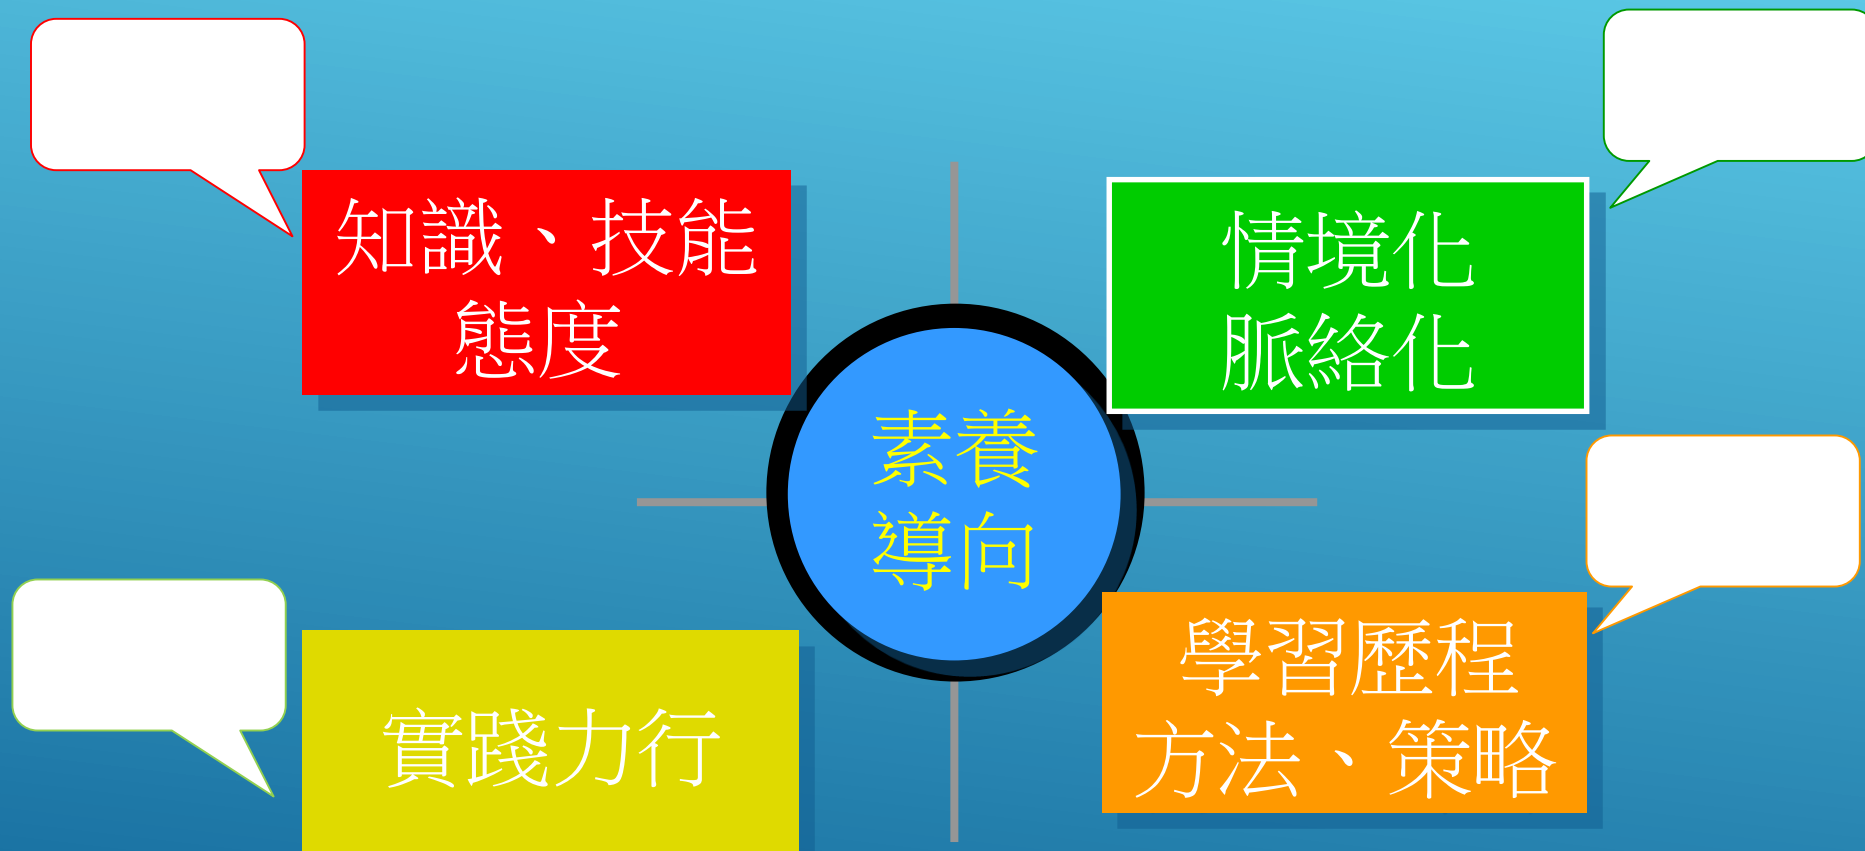 知識、技能
態度
情境化
脈絡化
素養
導向
實踐力行
學習歷程
方法、策略